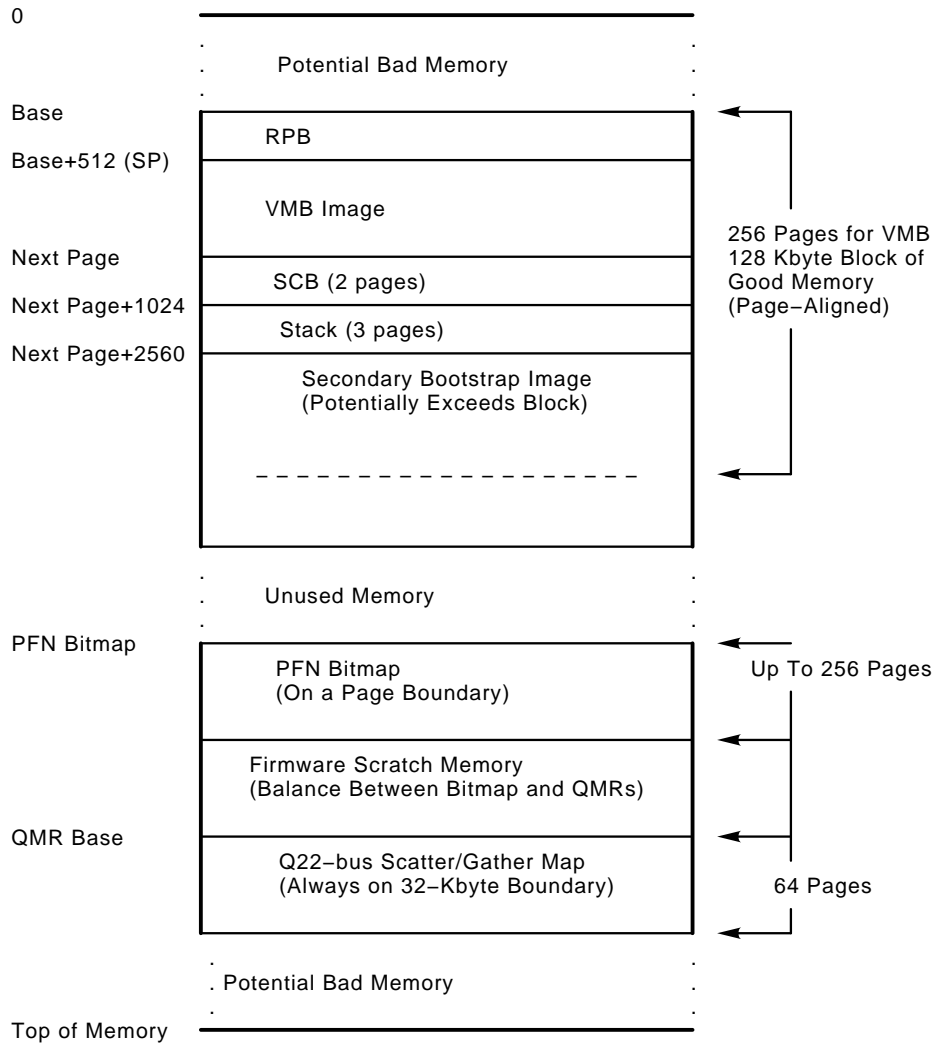 0
Potential Bad Memory
Base
RPB
Base+512 (SP)
VMB Image
256 Pages for VMB
128 Kbyte Block of
Good Memory
(Page−Aligned)
Next Page
SCB (2 pages)
Next Page+1024
Stack (3 pages)
Next Page+2560
Secondary Bootstrap Image
(Potentially Exceeds Block)
Unused Memory
PFN Bitmap
PFN Bitmap
(On a Page Boundary)
Up To 256 Pages
Firmware Scratch Memory
(Balance Between Bitmap and QMRs)
QMR Base
Q22−bus Scatter/Gather Map
(Always on 32−Kbyte Boundary)
64 Pages
Potential Bad Memory
Top of Memory